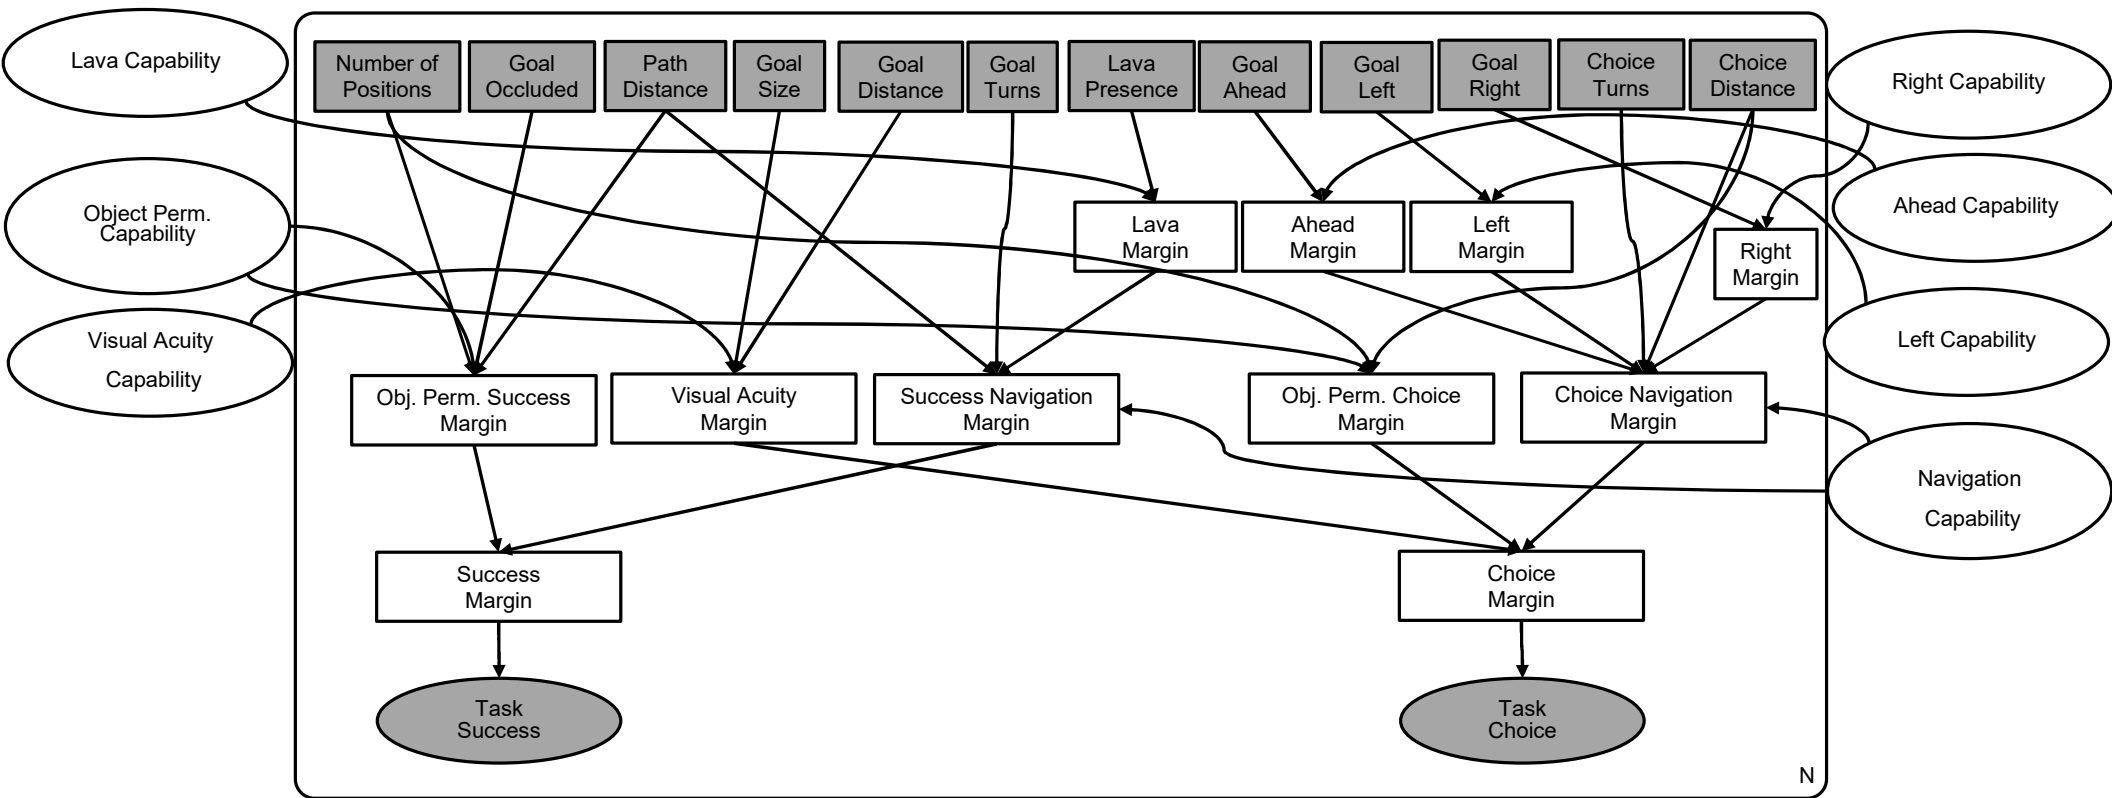 Lava Capability
Number of
Positions
Goal
Occluded
Path
Distance
Goal
Size
Goal
Distance
Goal
Turns
Lava
Presence
Goal
Ahead
Goal
Left
Goal
Right
Choice
Turns
Choice
Distance
Right Capability
Object Perm.
Capability
Lava
Margin
Ahead
Margin
Left
Margin
Right
Margin
Ahead Capability
Visual Acuity
Capability
Left Capability
Obj. Perm. Success
Margin
Visual Acuity
Margin
Success Navigation
Margin
Obj. Perm. Choice
Margin
Choice Navigation
Margin
Navigation
Capability
Success
Margin
Choice
Margin
Task
Success
Task
Choice
N